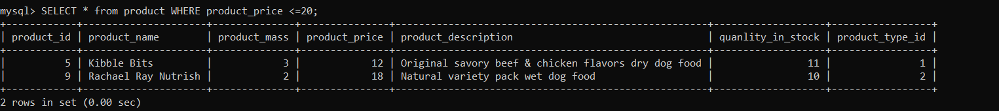 mysql> SELECT * from product WHERE product_price <=20;
+------------+--------------------+--------------+---------------+------------------------------------------------------+-------------------+-----------------+
| product_id | product_name       | product_mass | product_price | product_description                                  | quanlity_in_stock | product_type_id |
+------------+--------------------+--------------+---------------+------------------------------------------------------+-------------------+-----------------+
|          5 | Kibble Bits        |            3 |            12 | Original savory beef & chicken flavors dry dog food |                11 |               1 |
|          9 | Rachael Ray Nutrish |            2 |            18 | Natural variety pack wet dog food                    |                10 |               2 |
+------------+--------------------+--------------+---------------+------------------------------------------------------+-------------------+-----------------+
2 rows in set (0.00 sec)